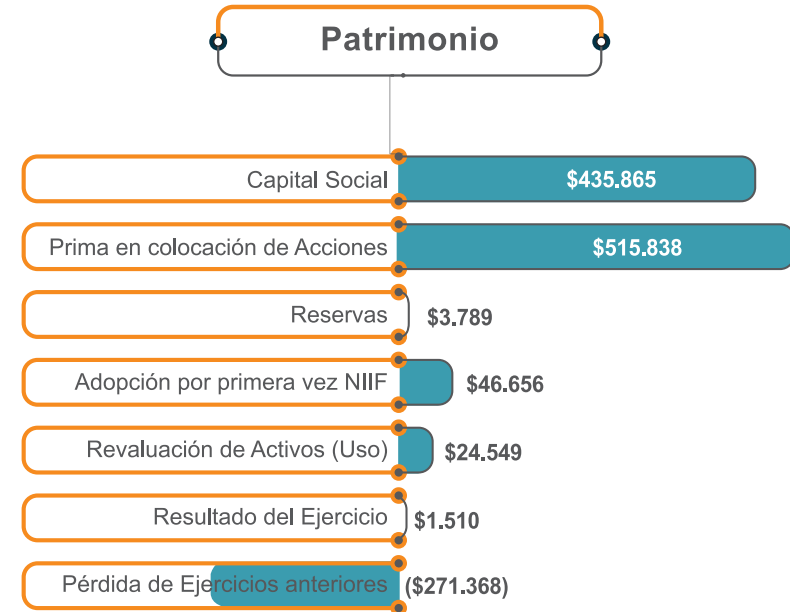 Patrimonio
Capital Social $435.865
Prima en colocación de Acciones $515.838
Reservas $3.789
Adopción por primera vez NIIF $46.656
Revaluación de Activos (Uso) $24.549
Resultado del Ejercicio $1.510
Pérdida de Ejercicios anteriores ($271.368)